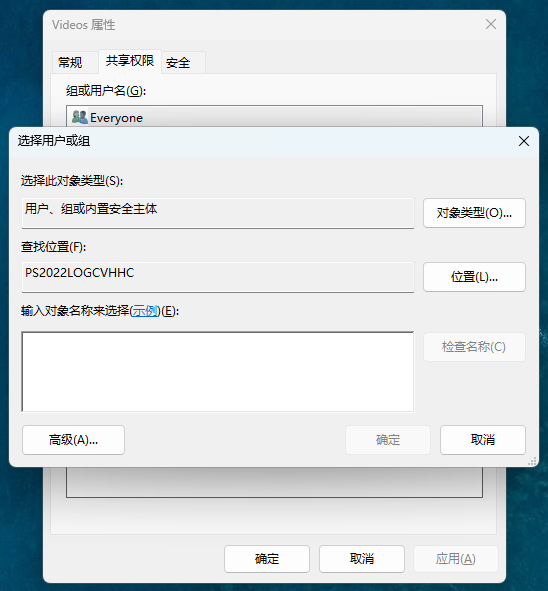 Videos 属性
常规 共享权限 安全
组或用户名(G):
Everyone
选择用户或组
选择此对象类型(S):
用户、组或内置安全主体
对象类型(O)...
查找位置(F):
PS2022LOGCVHHC
位置(L)...
输入对象名称来选择(示例)(E):
检查名称(C)
高级(A)... 确定 取消
确定 取消 应用(A)